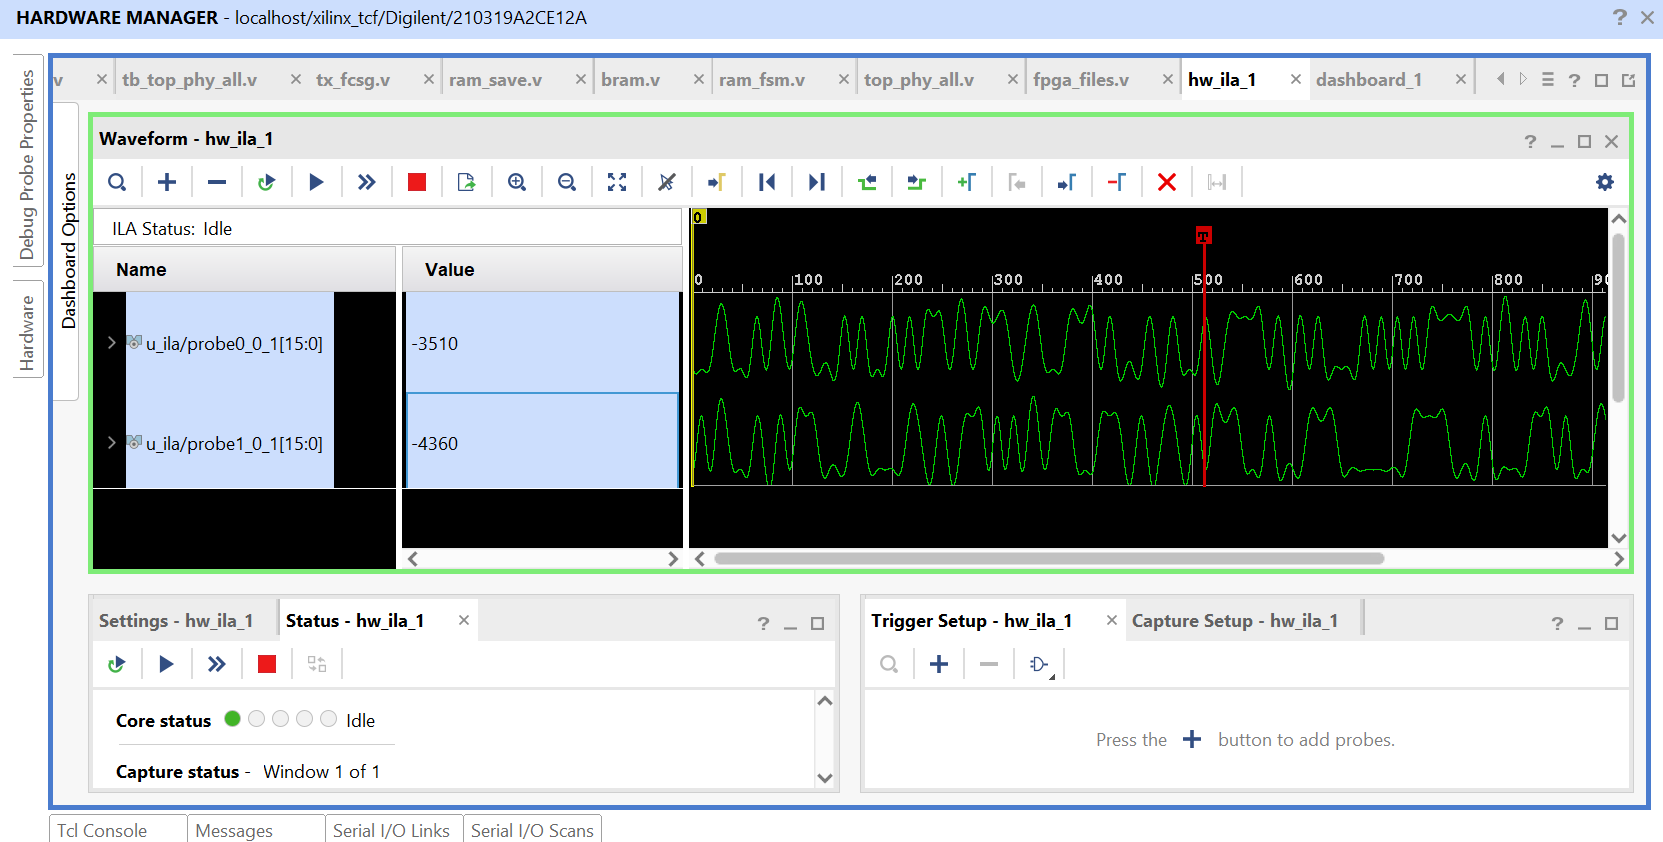 HARDWARE MANAGER - localhost/xilinx_tcf/Digilent/210319A2CE12A
Debug Probe Properties
Hardware
Dashboard Options
v
tb_top_phy_all.v
tx_fcsg.v
ram_save.v
bram.v
ram_fsm.v
top_phy_all.v
fpga_files.v
hw_ila_1
dashboard_1
Waveform - hw_ila_1
ILA Status: Idle
Name
Value
u_ila/probe0_0_1[15:0]
-3510
u_ila/probe1_0_1[15:0]
-4360
0
T
0 100 200 300 400 500 600 700 800
Settings - hw_ila_1
Status - hw_ila_1
Core status
Idle
Capture status - Window 1 of 1
Trigger Setup - hw_ila_1
Capture Setup - hw_ila_1
Press the + button to add probes.
Tcl Console
Messages
Serial I/O Links
Serial I/O Scans